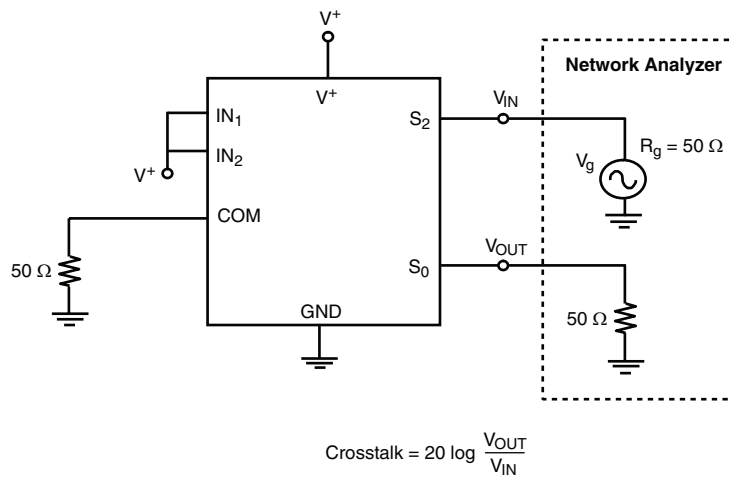 V+
Network Analyzer
V+
IN1
S2
VIN
IN2
Vg
Rg = 50 Ω
V+
COM
50 Ω
S0
VOUT
50 Ω
GND
Crosstalk = 20 log VOUT
VIN